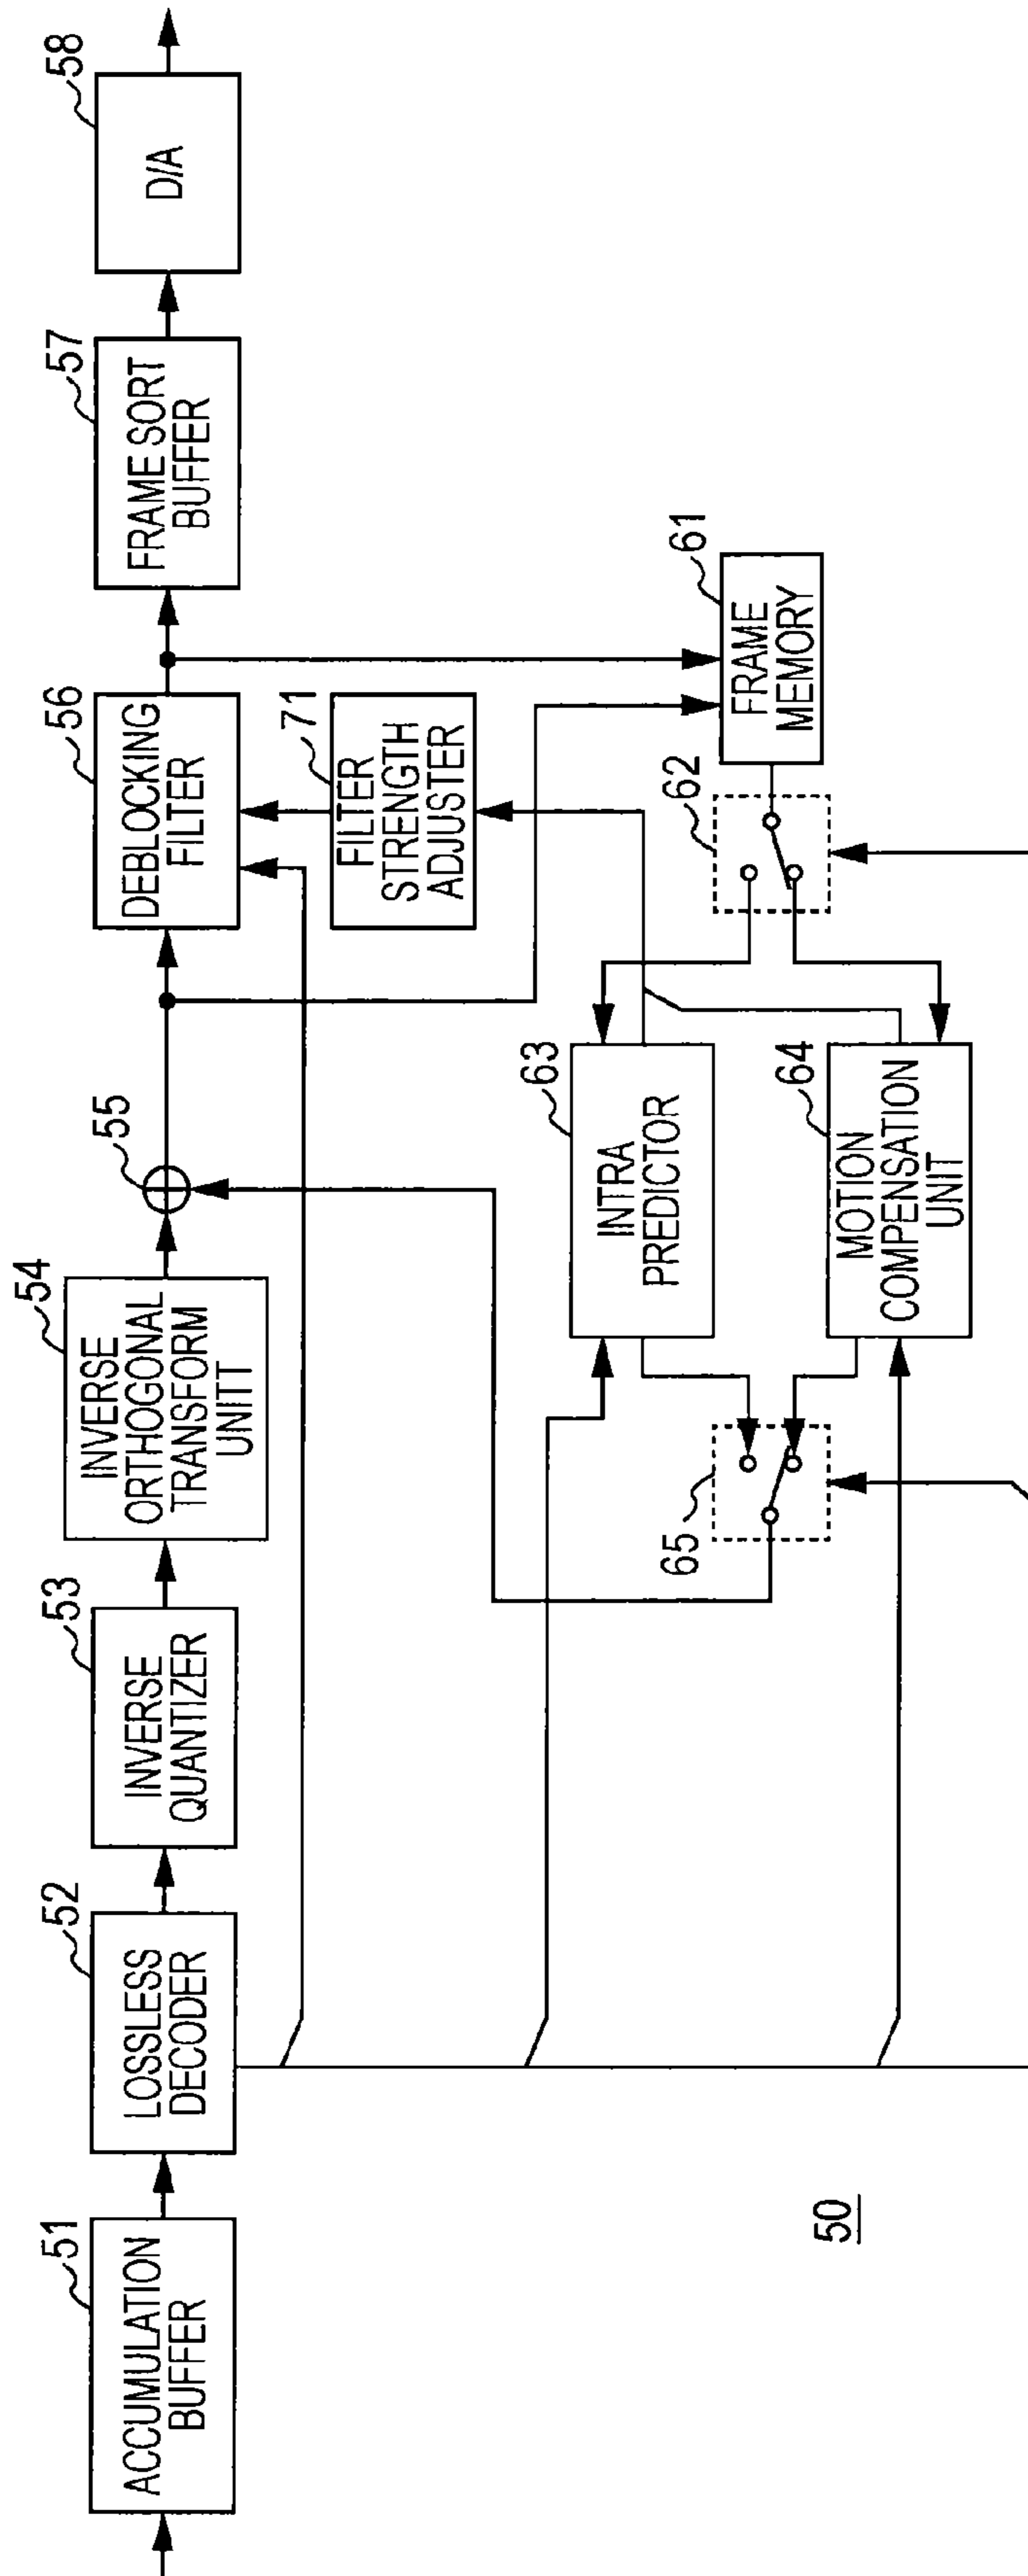 51
ACCUMULATION
BUFFER
52
LOSSLESS
DECODER
53
INVERSE
QUANTIZER
54
INVERSE
ORTHOGONAL
TRANSFORM
UNITT
55
56
DEBLOCKING
FILTER
57
FRAME SORT
BUFFER
58
D/A
71
FILTER
STRENGTH
ADJUSTER
61
FRAME
MEMORY
62
63
INTRA
PREDICTOR
64
MOTION
COMPENSATION
UNIT
65
50